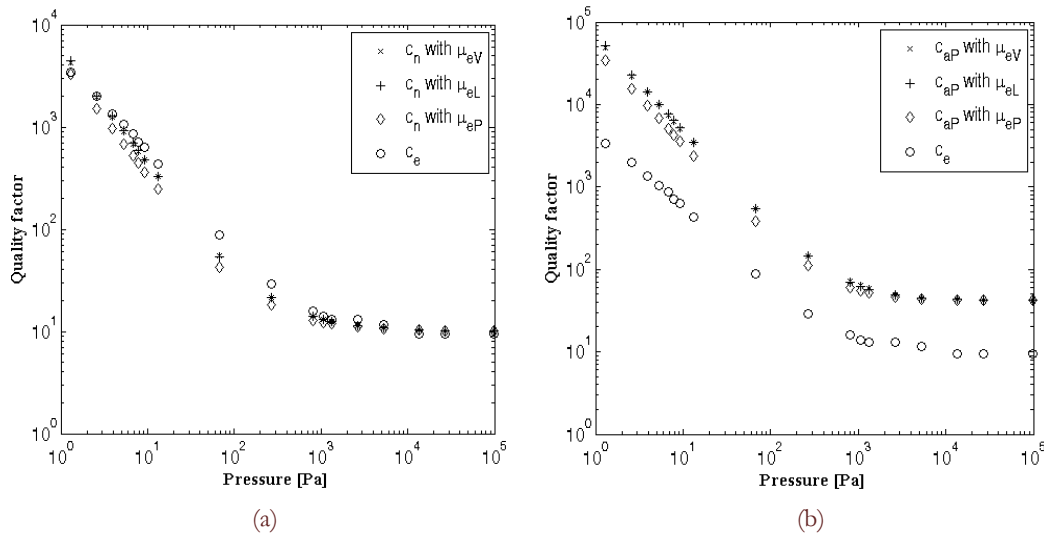 10^4
10^3
10^2
10^1
10^0
Quality factor
× c_n with μ_eV
+ c_n with μ_eL
◇ c_n with μ_eP
○ c_e
10^0 10^1 10^2 10^3 10^4 10^5
Pressure [Pa]
(a)
10^5
10^4
10^3
10^2
10^1
10^0
Quality factor
× c_aP with μ_eV
+ c_aP with μ_eL
◇ c_aP with μ_eP
○ c_e
10^0 10^1 10^2 10^3 10^4 10^5
Pressure [Pa]
(b)